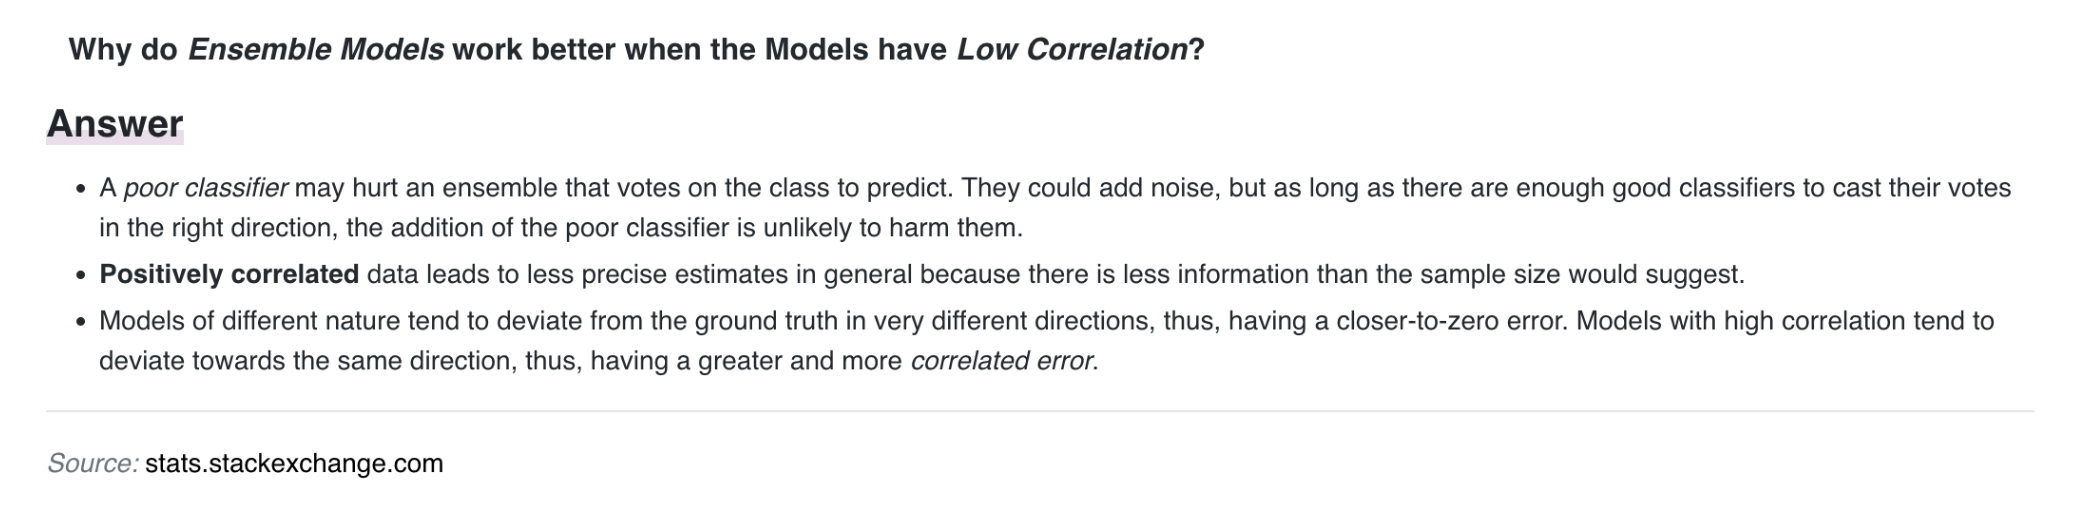 Why do Ensemble Models work better when the Models have Low Correlation?
Answer
• A poor classifier may hurt an ensemble that votes on the class to predict. They could add noise, but as long as there are enough good classifiers to cast their votes
in the right direction, the addition of the poor classifier is unlikely to harm them.
• Positively correlated data leads to less precise estimates in general because there is less information than the sample size would suggest.
• Models of different nature tend to deviate from the ground truth in very different directions, thus, having a closer-to-zero error. Models with high correlation tend to
deviate towards the same direction, thus, having a greater and more correlated error.
Source: stats.stackexchange.com